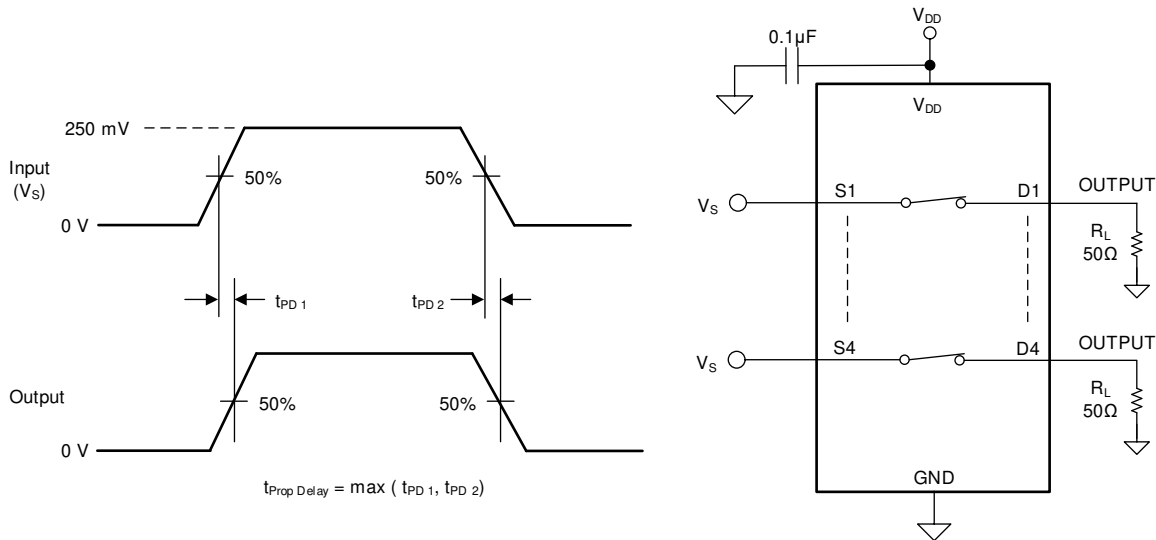 250 mV
Input
(VS)
50%
50%
0 V
tPD 1
tPD 2
Output
50%
50%
0 V
tProp Delay = max ( tPD 1, tPD 2)
VDD
0.1µF
VDD
VS
S1
D1
OUTPUT
RL
50Ω
VS
S4
D4
OUTPUT
RL
50Ω
GND